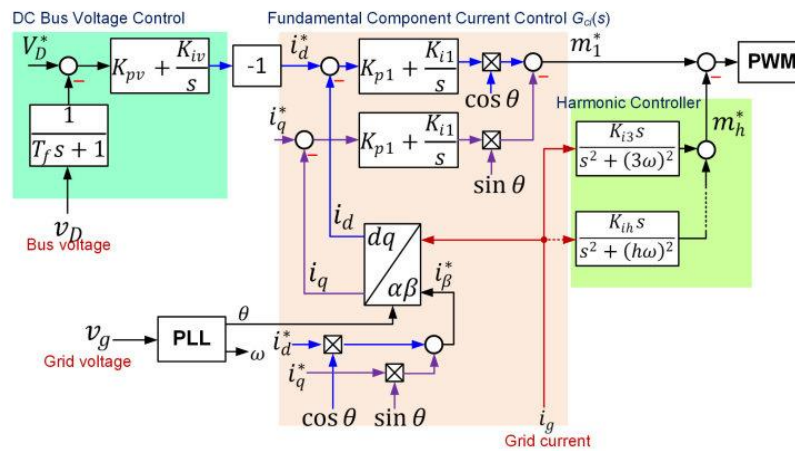 DC Bus Voltage Control
Fundamental Component Current Control G_ci(s)
V_D^*
K_pv + K_iv/s
-1
i_d^*
K_p1 + K_i1/s
cos θ
m_1^*
PWM
1/(T_f s + 1)
i_q^*
K_p1 + K_i1/s
sin θ
Harmonic Controller
m_h^*
K_i3 s/(s² + (3ω)²)
v_D
Bus voltage
i_d
dq
αβ
K_ih s/(s² + (hω)²)
i_q
i_β^*
v_g
Grid voltage
PLL
θ
ω
i_d^*
i_q^*
cos θ
sin θ
i_g
Grid current